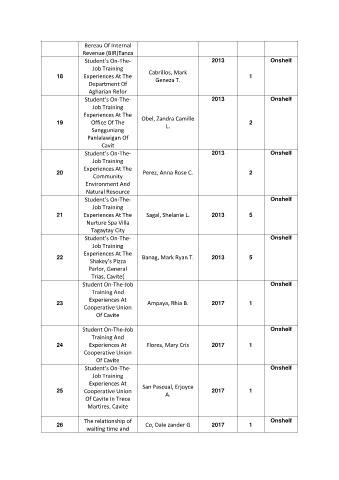 Bereau Of Internal
Revenue (BIR)Tanza
18
Student's On-The-
Job Training
Experiences At The
Department Of
Agharian Refor
Cabrillos, Mark
Geneza T.
2013
1
Onshelf
19
Student's On-The-
Job Training
Experiences At The
Office Of The
Sangguniang
Panlalawigan Of
Cavit
Obel, Zandra Camille
L.
2013
2
Onshelf
20
Student's On-The-
Job Training
Experiences At The
Community
Environment And
Natural Resource
Perez, Anna Rose C.
2013
2
Onshelf
21
Student's On-The-
Job Training
Experiences At The
Nurture Spa Villa
Tagaytay City
Sagal, Shelanie L.
2013
5
Onshelf
22
Student's On-The-
Job Training
Experiences At The
Shakey's Pizza
Parlor, General
Trias, Cavite(
Banag, Mark Ryan T.
2013
5
Onshelf
23
Student On-The-Job
Training And
Experiences At
Cooperative Union
Of Cavite
Ampaya, Rhia B.
2017
1
Onshelf
24
Student On-The-Job
Training And
Experiences At
Cooperative Union
Of Cavite
Flores, Mary Cris
2017
1
Onshelf
25
Student's On-The-
Job Training
Experiences At
Cooperative Union
Of Cavite In Trece
Martires, Cavite
San Pascual, Erjoyce
A.
2017
1
Onshelf
26
The relationship of
waiting time and
Co, Dale zander G
2017
1
Onshelf